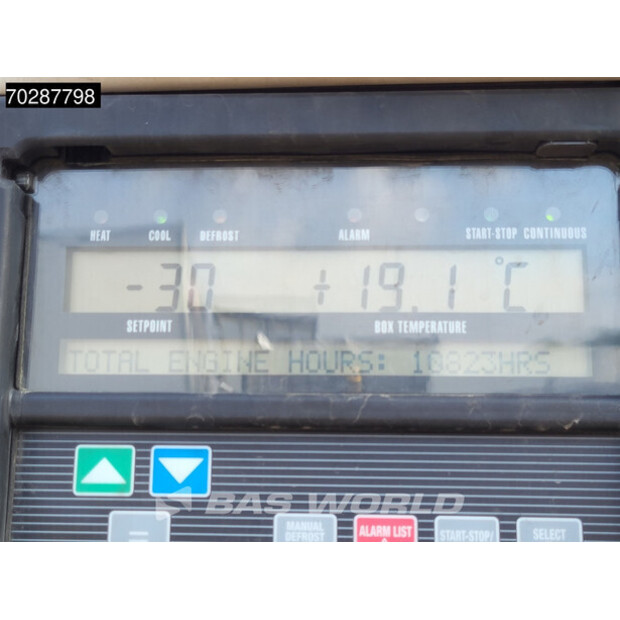 70287798
HEAT COOL DEFROST ALARM START-STOP CONTINUOUS
-30 +19.1 °C
SETPOINT BOX TEMPERATURE
TOTAL ENGINE HOURS: 10823HRS
BAS WORLD
MANUAL DEFROST ALARM LIST START-STOP/ SELECT